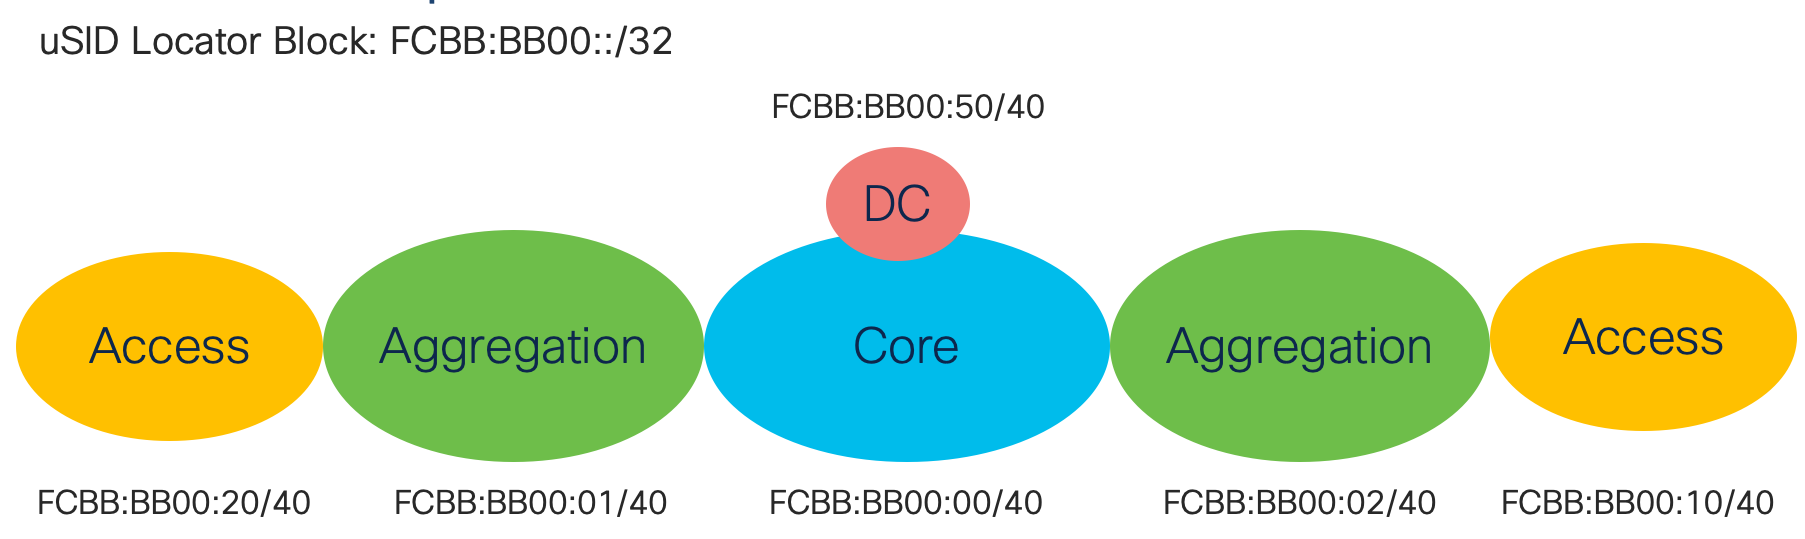 uSID Locator Block: FCBB:BB00::/32
FCBB:BB00:50/40
DC
Access
Aggregation
Core
Aggregation
Access
FCBB:BB00:20/40
FCBB:BB00:01/40
FCBB:BB00:00/40
FCBB:BB00:02/40
FCBB:BB00:10/40